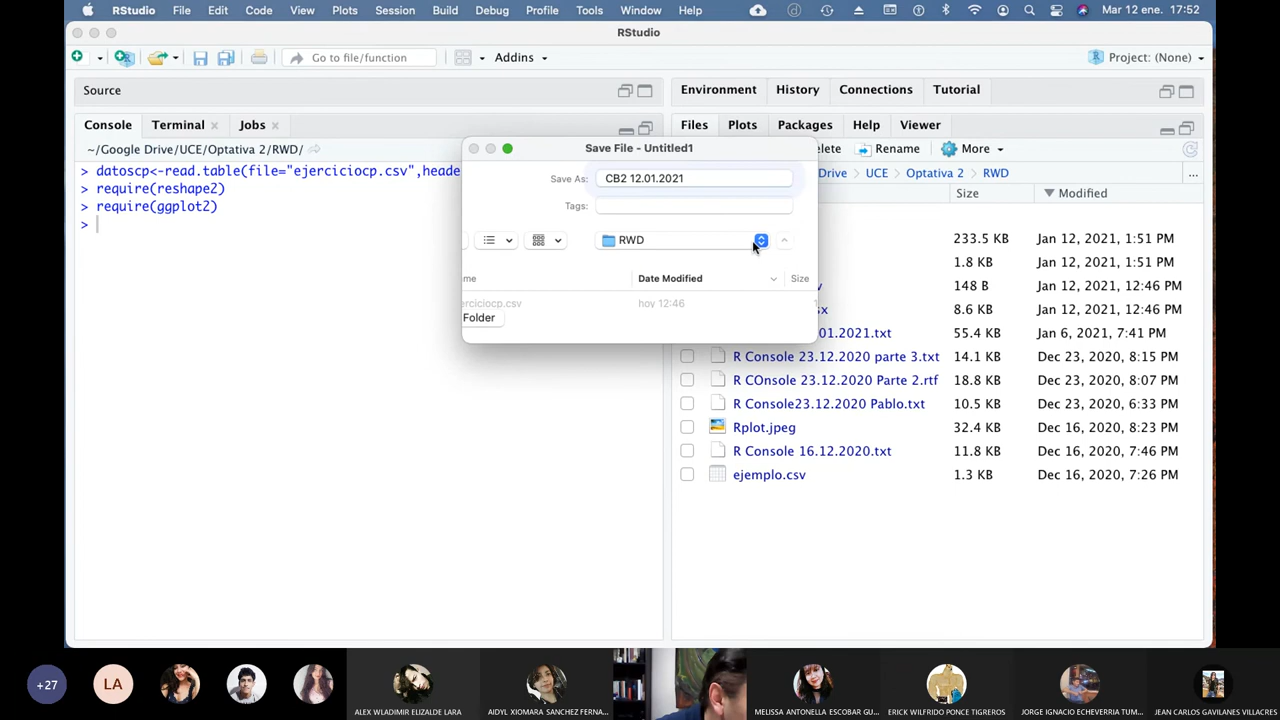 RStudio File Edit Code View Plots Session Build Debug Profile Tools Window Help Mar 12 ene. 17:52
RStudio
Go to file/function Addins Project: (None)
Source Environment History Connections Tutorial
Console Terminal Jobs Files Plots Packages Help Viewer
~/Google Drive/UCE/Optativa 2/RWD/
elete Rename More
Drive UCE Optativa 2 RWD ...
Size Modified
> datoscp<-read.table(file="ejerciciocp.csv",heade
> require(reshape2)
> require(ggplot2)
>
Save File - Untitled1
Save As: CB2 12.01.2021
Tags:
RWD
me Date Modified Size
erciciocp.csv hoy 12:46
Folder
233.5 KB Jan 12, 2021, 1:51 PM
1.8 KB Jan 12, 2021, 1:51 PM
v 148 B Jan 12, 2021, 12:46 PM
sx 8.6 KB Jan 12, 2021, 12:46 PM
01.2021.txt 55.4 KB Jan 6, 2021, 7:41 PM
R Console 23.12.2020 parte 3.txt 14.1 KB Dec 23, 2020, 8:15 PM
R COnsole 23.12.2020 Parte 2.rtf 18.8 KB Dec 23, 2020, 8:07 PM
R Console23.12.2020 Pablo.txt 10.5 KB Dec 23, 2020, 6:33 PM
Rplot.jpeg 32.4 KB Dec 16, 2020, 8:23 PM
R Console 16.12.2020.txt 11.8 KB Dec 16, 2020, 7:46 PM
ejemplo.csv 1.3 KB Dec 16, 2020, 7:26 PM
+27 LA
ALEX WLADIMIR ELIZALDE LARA AIDYL XIOMARA SANCHEZ FERNA... MELISSA ANTONELLA ESCOBAR GU... ERICK WILFRIDO PONCE TIGREROS JORGE IGNACIO ECHEVERRIA TUM... JEAN CARLOS GAVILANES VILLACRES